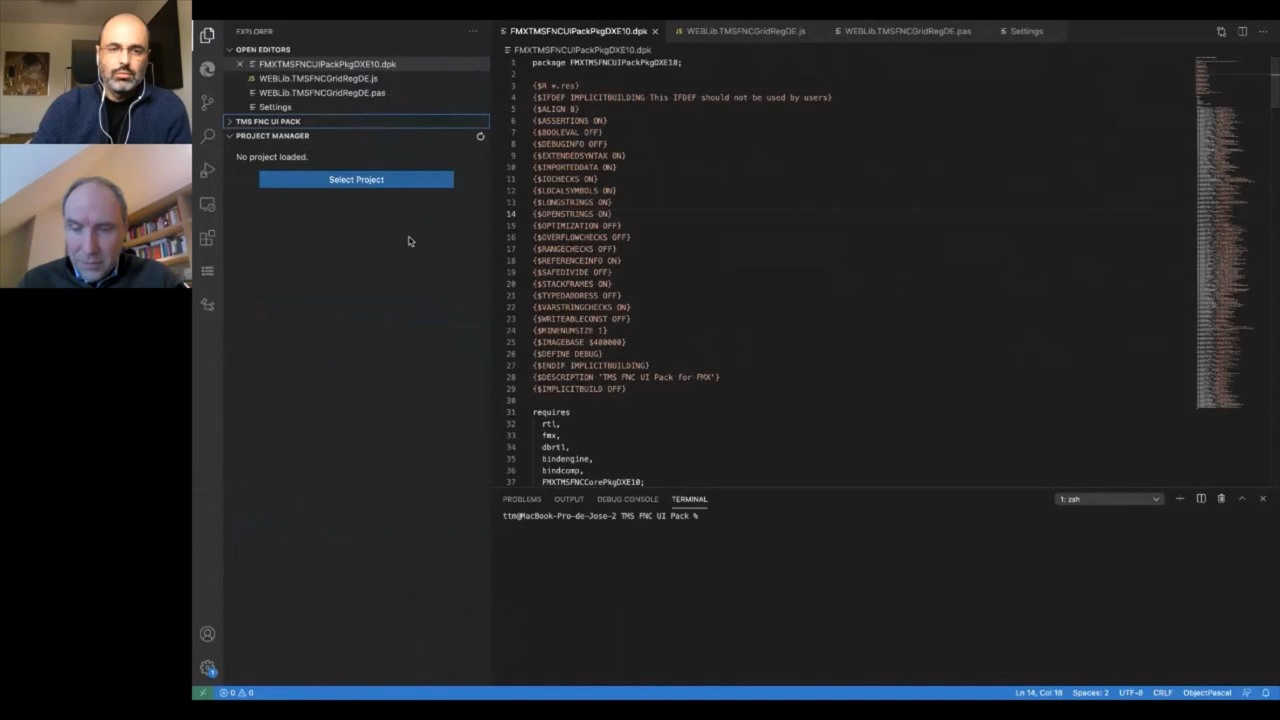 EXPLORER
OPEN EDITORS
FMXTMSFNCUIPackPkgDXE10.dpk
WEBLib.TMSFNCGridRegDE.js
WEBLib.TMSFNCGridRegDE.pas
Settings
TMS FNC UI PACK
PROJECT MANAGER
No project loaded.
Select Project
FMXTMSFNCUIPackPkgDXE10.dpk WEBLib.TMSFNCGridRegDE.js WEBLib.TMSFNCGridRegDE.pas Settings
FMXTMSFNCUIPackPkgDXE10.dpk
1 package FMXTMSFNCUIPackPkgDXE10;
2
3 {$R *.res}
4 {$IFDEF IMPLICITBUILDING This IFDEF should not be used by users}
5 {$ALIGN 8}
6 {$ASSERTIONS ON}
7 {$BOOLEVAL OFF}
8 {$DEBUGINFO OFF}
9 {$EXTENDEDSYNTAX ON}
10 {$IMPORTEDDATA ON}
11 {$IOCHECKS ON}
12 {$LOCALSYMBOLS ON}
13 {$LONGSTRINGS ON}
14 {$OPENSTRINGS ON}
15 {$OPTIMIZATION OFF}
16 {$OVERFLOWCHECKS ON}
17 {$RANGECHECKS OFF}
18 {$REFERENCEINFO ON}
19 {$SAFEDIVIDE OFF}
20 {$STACKFRAMES ON}
21 {$TYPEDADDRESS OFF}
22 {$VARSTRINGCHECKS ON}
23 {$WRITEABLECONST OFF}
24 {$MINENUMSIZE 1}
25 {$IMAGEBASE $400000}
26 {$DEFINE DEBUG}
27 {$ENDIF IMPLICITBUILDING}
28 {$DESCRIPTION 'TMS FNC UI Pack for FMX'}
29 {$IMPLICITBUILD OFF}
30
31 requires
32 rtl,
33 fmx,
34 dbrtl,
35 bindengine,
36 bindcomp,
37 FMXTMSFNCCorePkgDXE10;
PROBLEMS OUTPUT DEBUG CONSOLE TERMINAL 1: zsh
ttm@MacBook-Pro-de-Jose-2 TMS FNC UI Pack %
1
0 0 Ln 14, Col 18 Spaces: 2 UTF-8 CRLF ObjectPascal